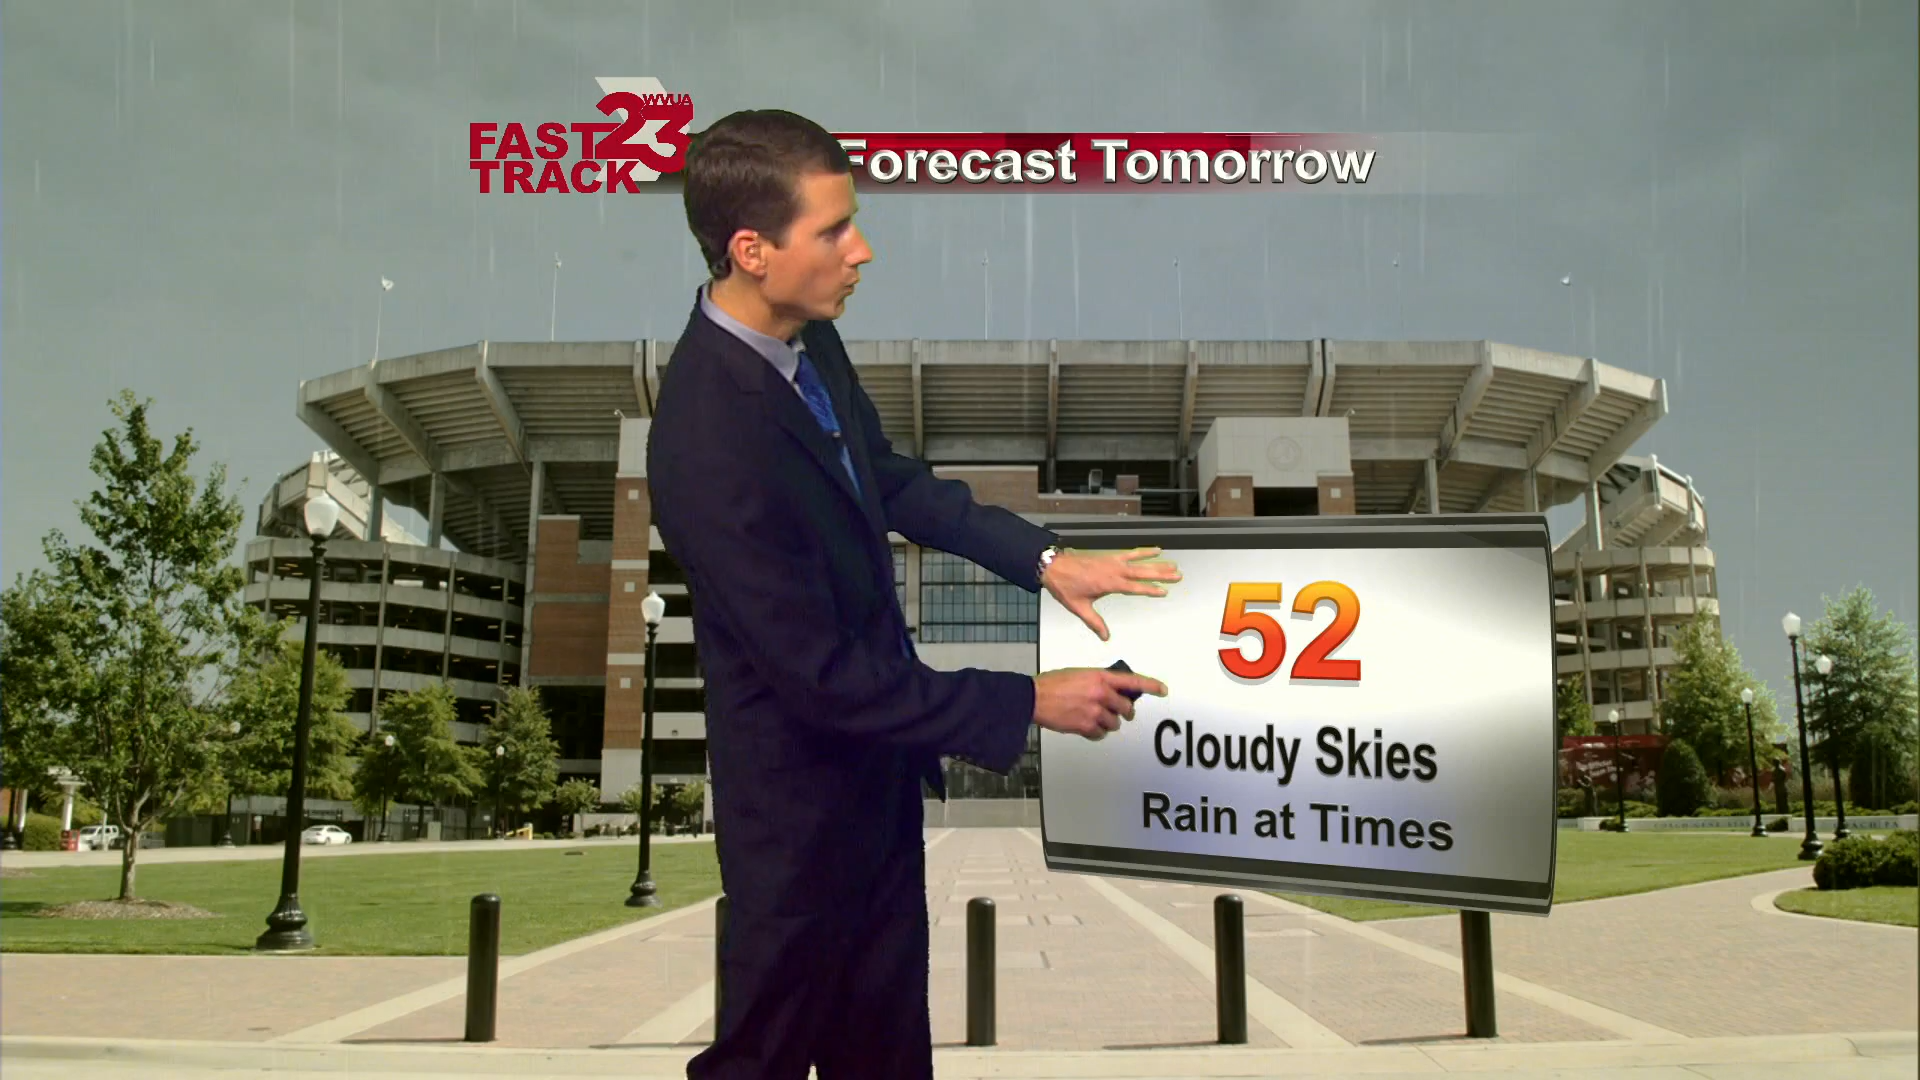 WVUA
23
FAST
TRACK
Forecast Tomorrow
52
Cloudy Skies
Rain at Times